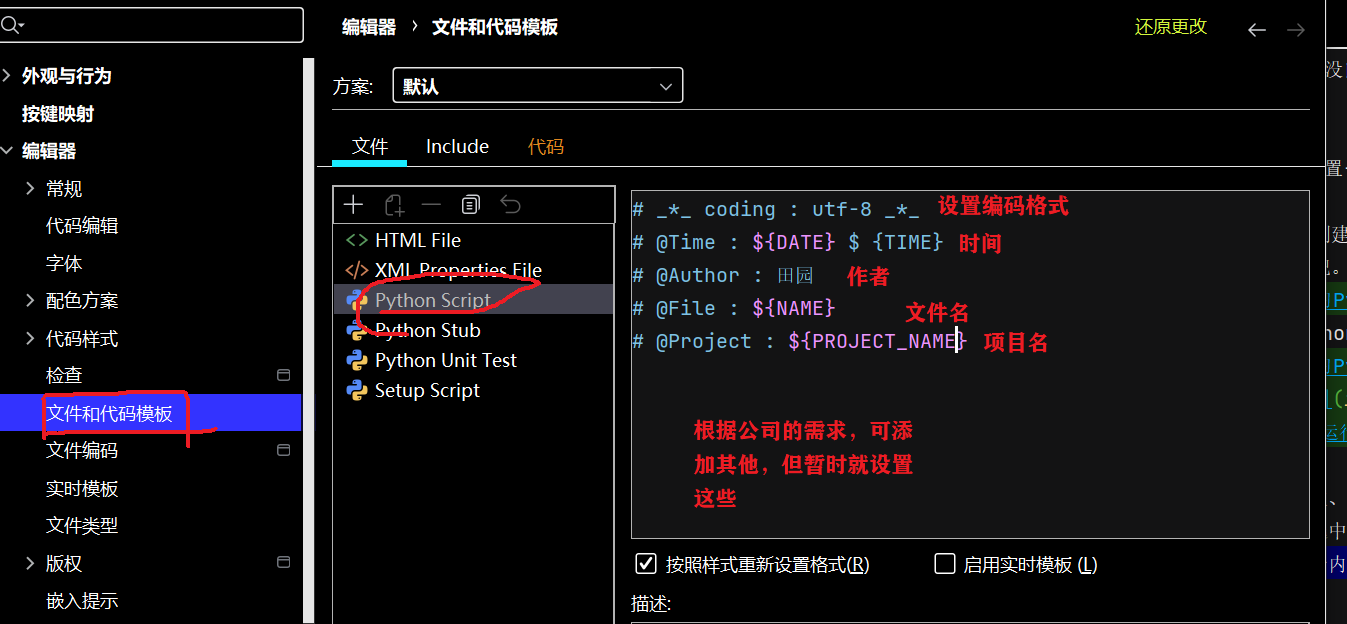 编辑器 › 文件和代码模板
还原更改
外观与行为
按键映射
编辑器
常规
代码编辑
字体
配色方案
代码样式
检查
文件和代码模板
文件编码
实时模板
文件类型
版权
嵌入提示
方案:
默认
文件 Include 代码
HTML File
XML Properties File
Python Script
Python Stub
Python Unit Test
Setup Script
# _*_ coding : utf-8 _*_ 设置编码格式
# @Time : ${DATE} $ {TIME} 时间
# @Author : 田园 作者
# @File : ${NAME} 文件名
# @Project : ${PROJECT_NAME} 项目名
根据公司的需求，可添
加其他，但暂时就设置
这些
按照样式重新设置格式(R)
启用实时模板 (L)
描述:
没
置
建
。
P
no
P
(
运行
、
中
内